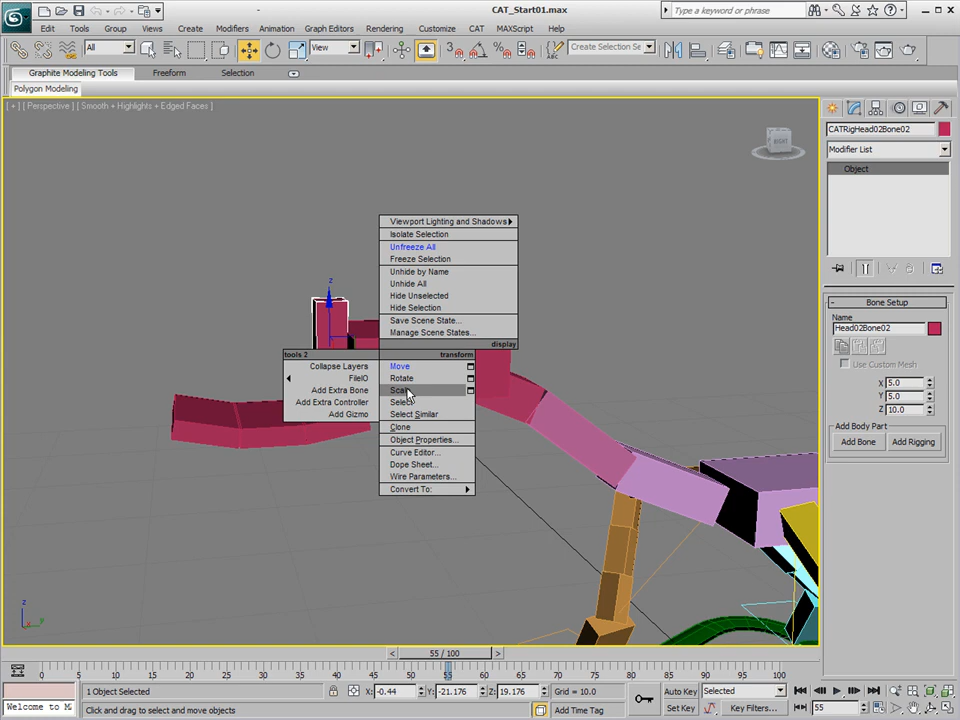 CAT_Start01.max
Type a keyword or phrase
Edit Tools Group Views Create Modifiers Animation Graph Editors Rendering Customize CAT MAXScript Help
All View Create Selection Se
Graphite Modeling Tools Freeform Selection
Polygon Modeling
[ + ] [ Perspective ] [ Smooth + Highlights + Edged Faces ]
RIGHT
CATRigHead02Bone02
Modifier List
Object
Viewport Lighting and Shadows
Isolate Selection
Unfreeze All
Freeze Selection
Unhide by Name
Unhide All
Hide Unselected
Hide Selection
Save Scene State...
Manage Scene States...
display
tools 2 transform
Collapse Layers
FileIO
Add Extra Bone
Add Extra Controller
Add Gizmo
Move
Rotate
Scale
Select
Select Similar
Clone
Object Properties...
Curve Editor...
Dope Sheet...
Wire Parameters...
Convert To:
z
- Bone Setup
Name
Head02Bone02
Use Custom Mesh
X 5.0
Y 5.0
Z 10.0
Add Body Part
Add Bone Add Rigging
z
x y
< 55 / 100 >
0 5 10 15 20 25 30 35 40 45 50 55 60 65 70 75 80 85 90 95 100
1 Object Selected X: -0.44 Y: -21.176 Z: 19.176 Grid = 10.0 Auto Key Selected
Welcome to M Click and drag to select and move objects Add Time Tag Set Key Key Filters... 55